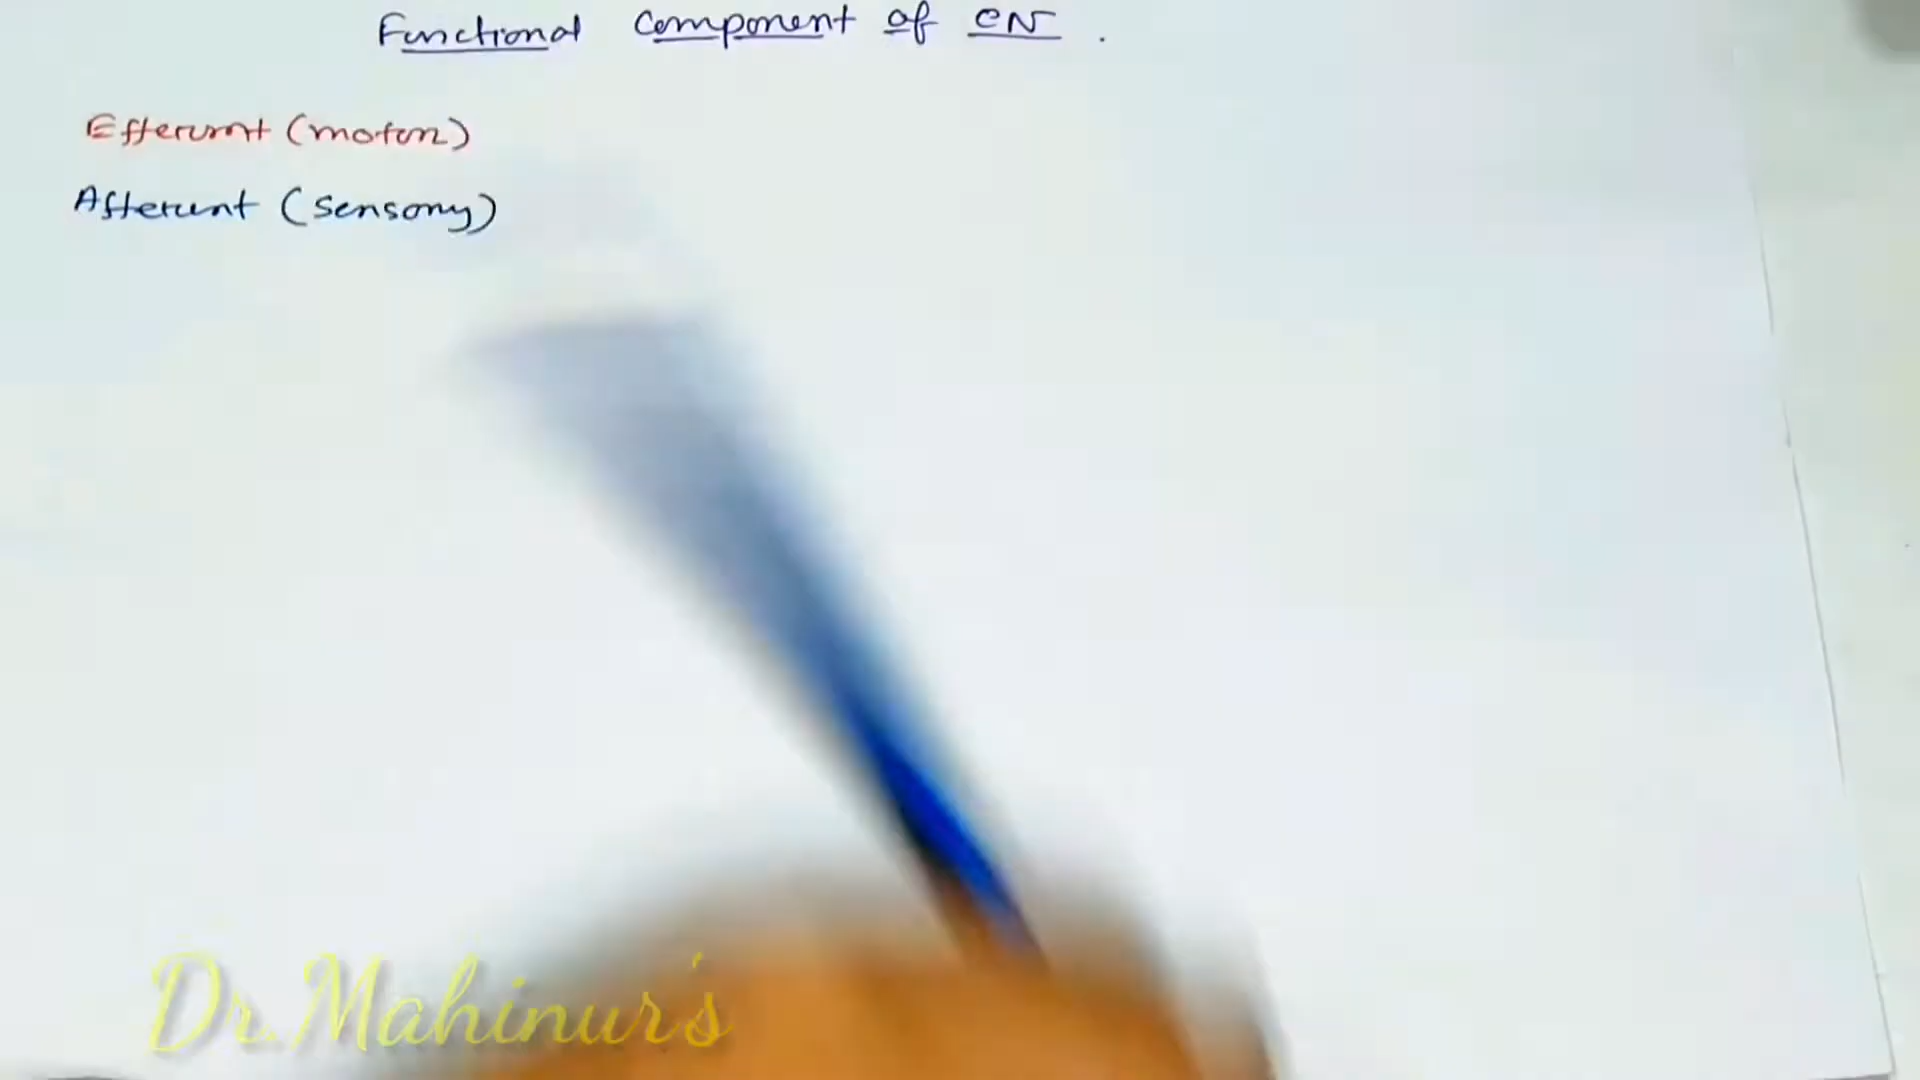 Functional Component of CN.
Efferent (motor)
Afferent (sensory)
Dr.Mahinur's